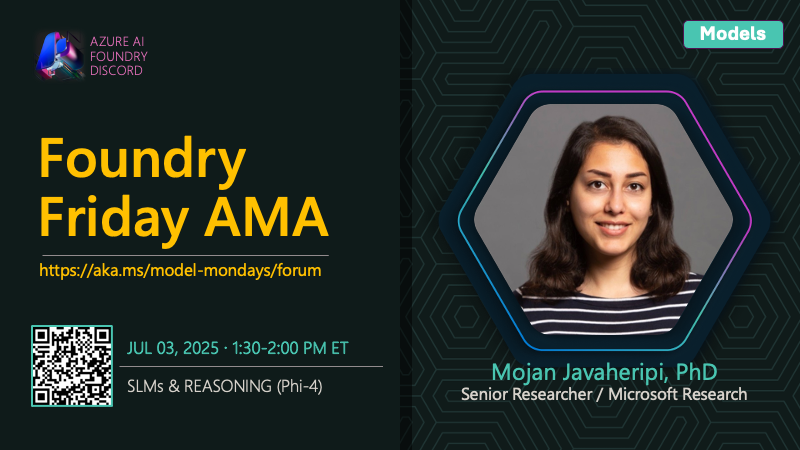 AZURE AI
FOUNDRY
DISCORD
Models
Foundry
Friday AMA
https://aka.ms/model-mondays/forum
JUL 03, 2025 · 1:30-2:00 PM ET
SLMs & REASONING (Phi-4)
Mojan Javaheripi, PhD
Senior Researcher / Microsoft Research